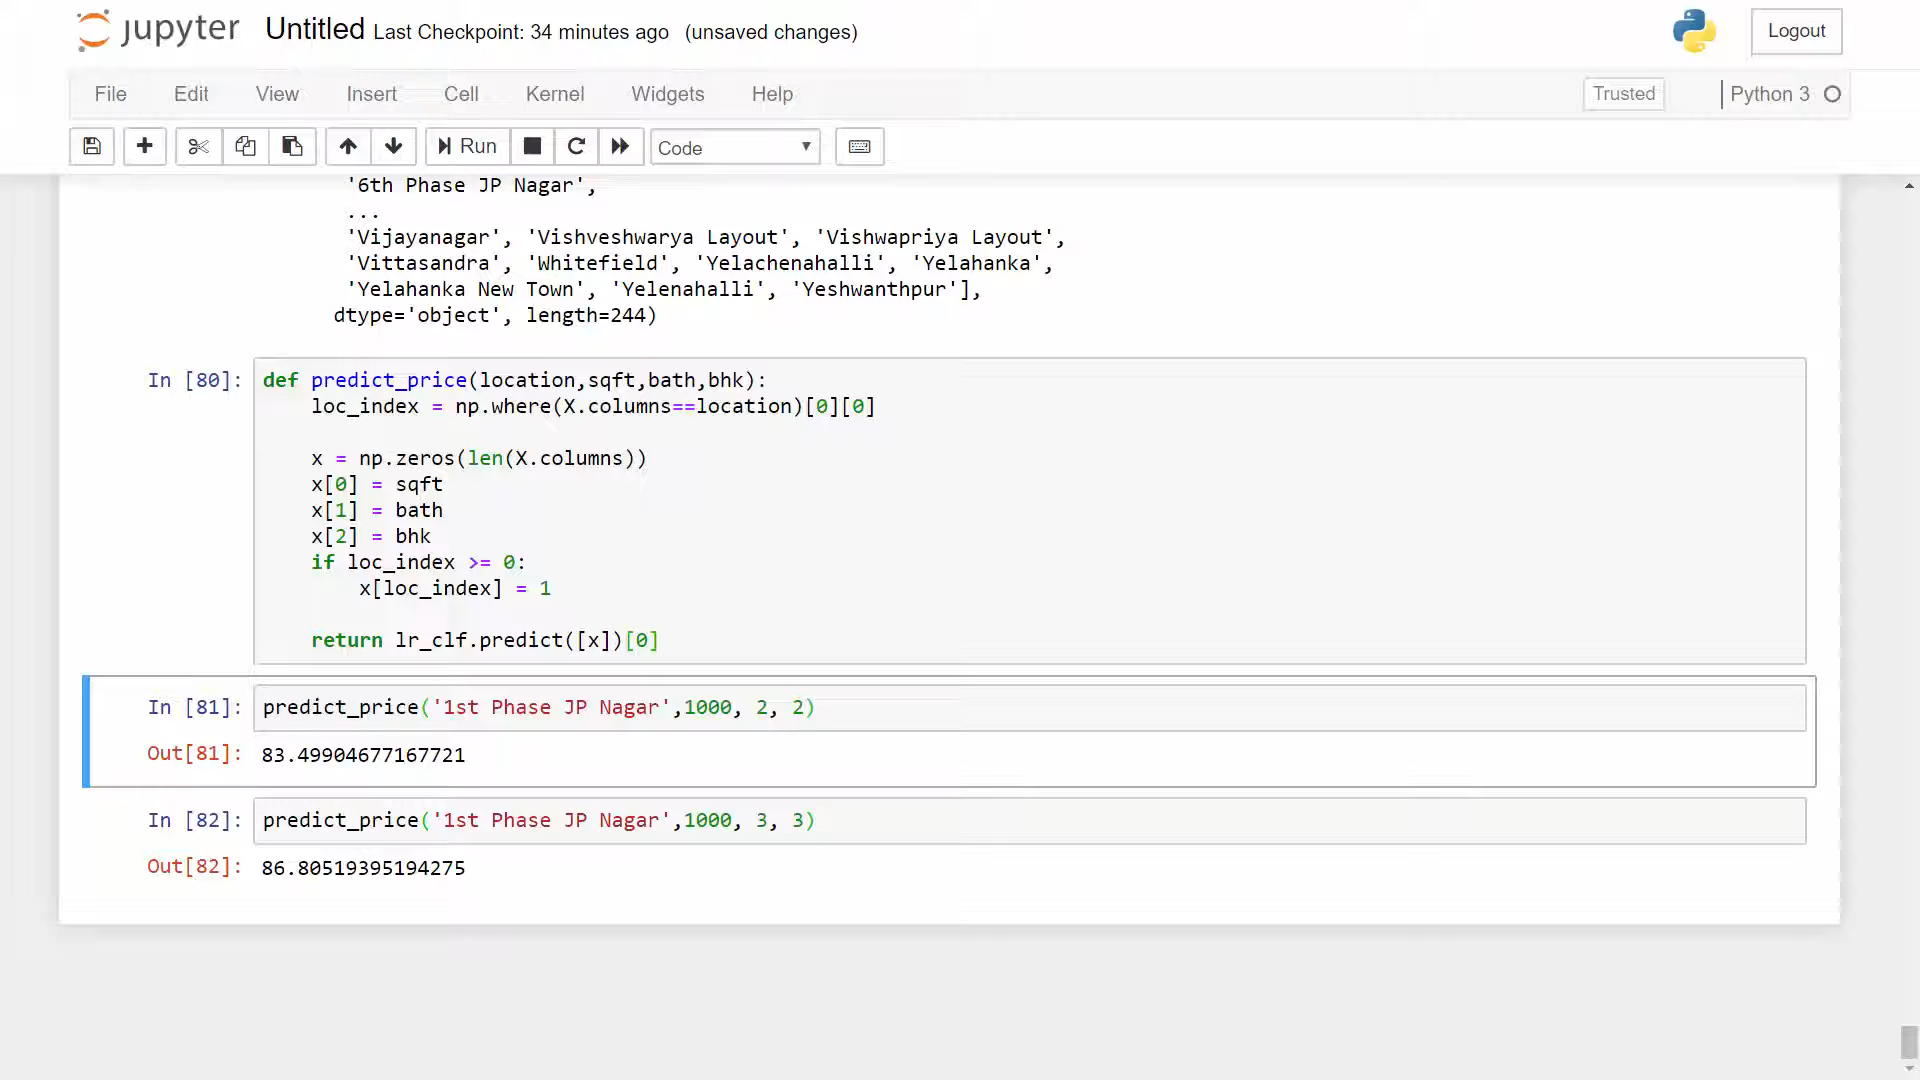 jupyter Untitled Last Checkpoint: 34 minutes ago (unsaved changes) Logout
File Edit View Insert Cell Kernel Widgets Help Trusted Python 3
Run Code
'6th Phase JP Nagar',
...
'Vijayanagar', 'Vishveshwarya Layout', 'Vishwapriya Layout',
'Vittasandra', 'Whitefield', 'Yelachenahalli', 'Yelahanka',
'Yelahanka New Town', 'Yelenahalli', 'Yeshwanthpur'],
dtype='object', length=244)
In [80]: def predict_price(location,sqft,bath,bhk):
loc_index = np.where(X.columns==location)[0][0]
x = np.zeros(len(X.columns))
x[0] = sqft
x[1] = bath
x[2] = bhk
if loc_index >= 0:
x[loc_index] = 1
return lr_clf.predict([x])[0]
In [81]: predict_price('1st Phase JP Nagar',1000, 2, 2)
Out[81]: 83.49904677167721
In [82]: predict_price('1st Phase JP Nagar',1000, 3, 3)
Out[82]: 86.80519395194275